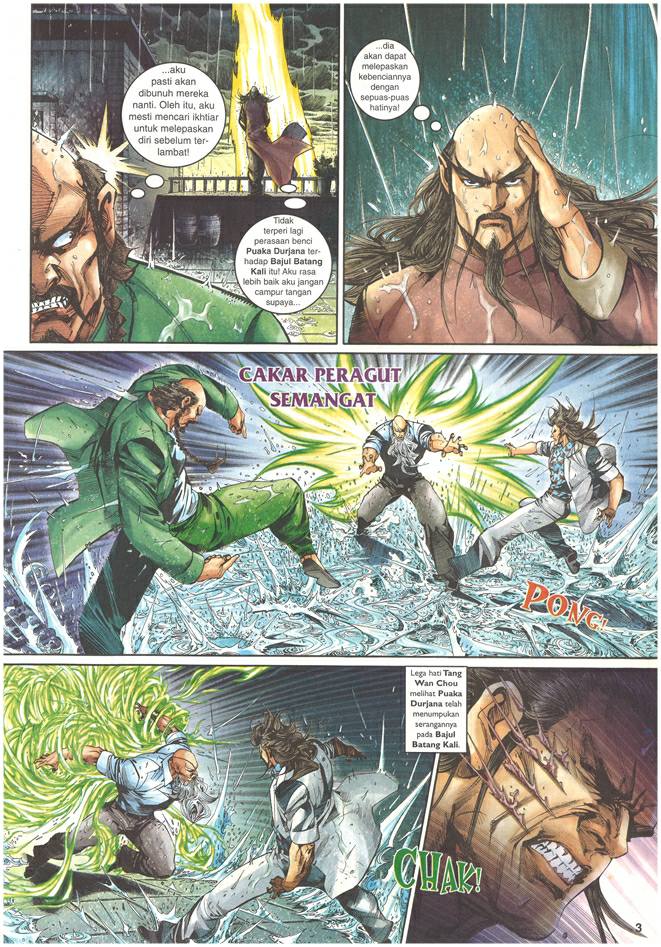 ...aku
pasti akan
dibunuh mereka
nanti. Oleh itu, aku
mesti mencari ikhtiar
untuk melepaskan
diri sebelum ter-
lambat!
Tidak
terperi lagi
perasaan benci
Puaka Durjana ter-
hadap Bajul Batang
Kali itu! Aku rasa
lebih baik aku jangan
campur tangan
supaya...
...dia
akan dapat
melepaskan
kebenciannya
dengan
sepuas-puas
hatinya!
CAKAR PERAGUT
SEMANGAT
PONG!
Lega hati Tang
Wan Chou
melihat Puaka
Durjana telah
menumpukan
serangannya
pada Bajul
Batang Kali.
CHAK!
3